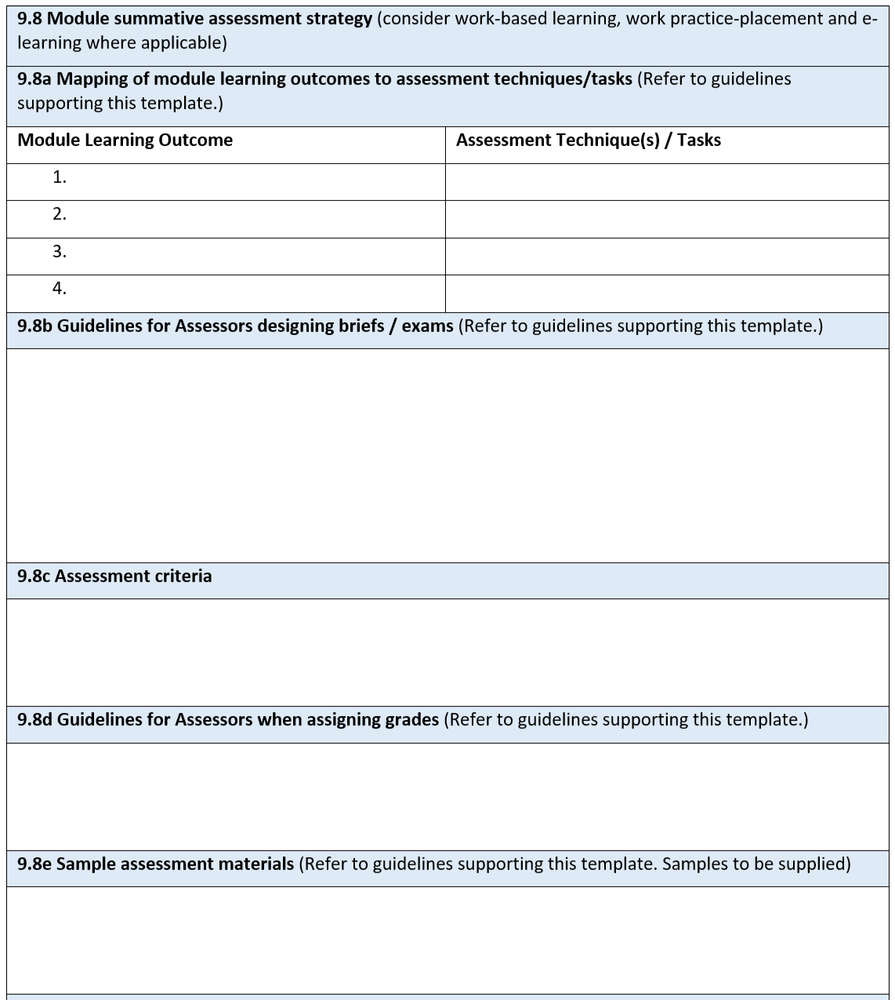 9.8 Module summative assessment strategy (consider work-based learning, work practice-placement and e-
learning where applicable)
9.8a Mapping of module learning outcomes to assessment techniques/tasks (Refer to guidelines
supporting this template.)
Module Learning Outcome Assessment Technique(s) / Tasks
1.
2.
3.
4.
9.8b Guidelines for Assessors designing briefs / exams (Refer to guidelines supporting this template.)
9.8c Assessment criteria
9.8d Guidelines for Assessors when assigning grades (Refer to guidelines supporting this template.)
9.8e Sample assessment materials (Refer to guidelines supporting this template. Samples to be supplied)